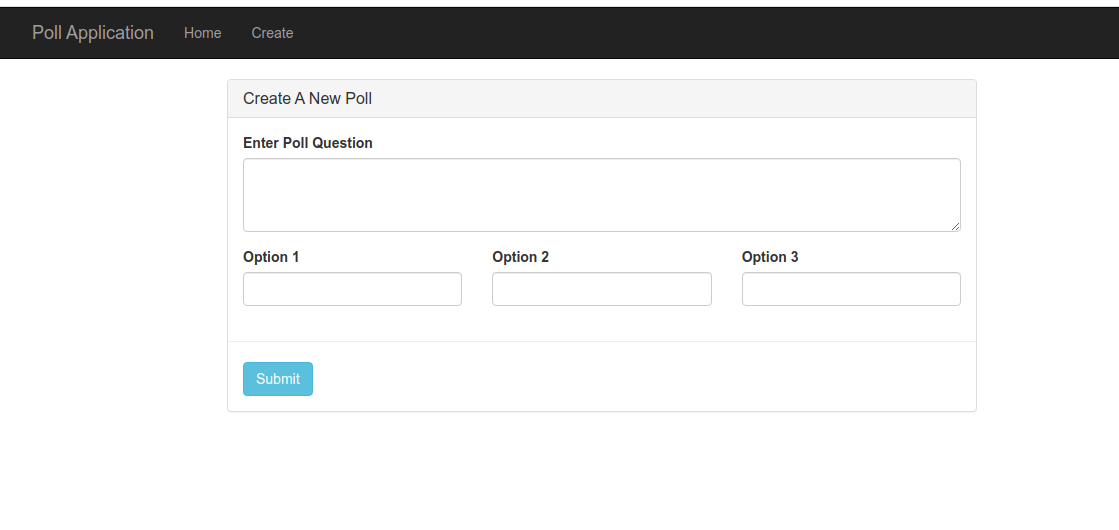 Poll Application Home Create
Create A New Poll
Enter Poll Question
Option 1 Option 2 Option 3
Submit